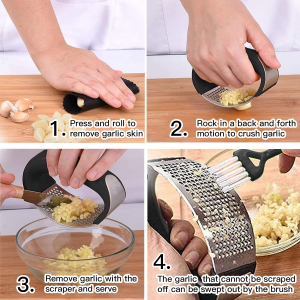 1. Press and roll to
remove garlic skin
2. Rock in a back and forth
motion to crush garlic
3. Remove garlic with the
scraper and serve
4. The garlic that cannot be scraped
off can be swept out by the brush